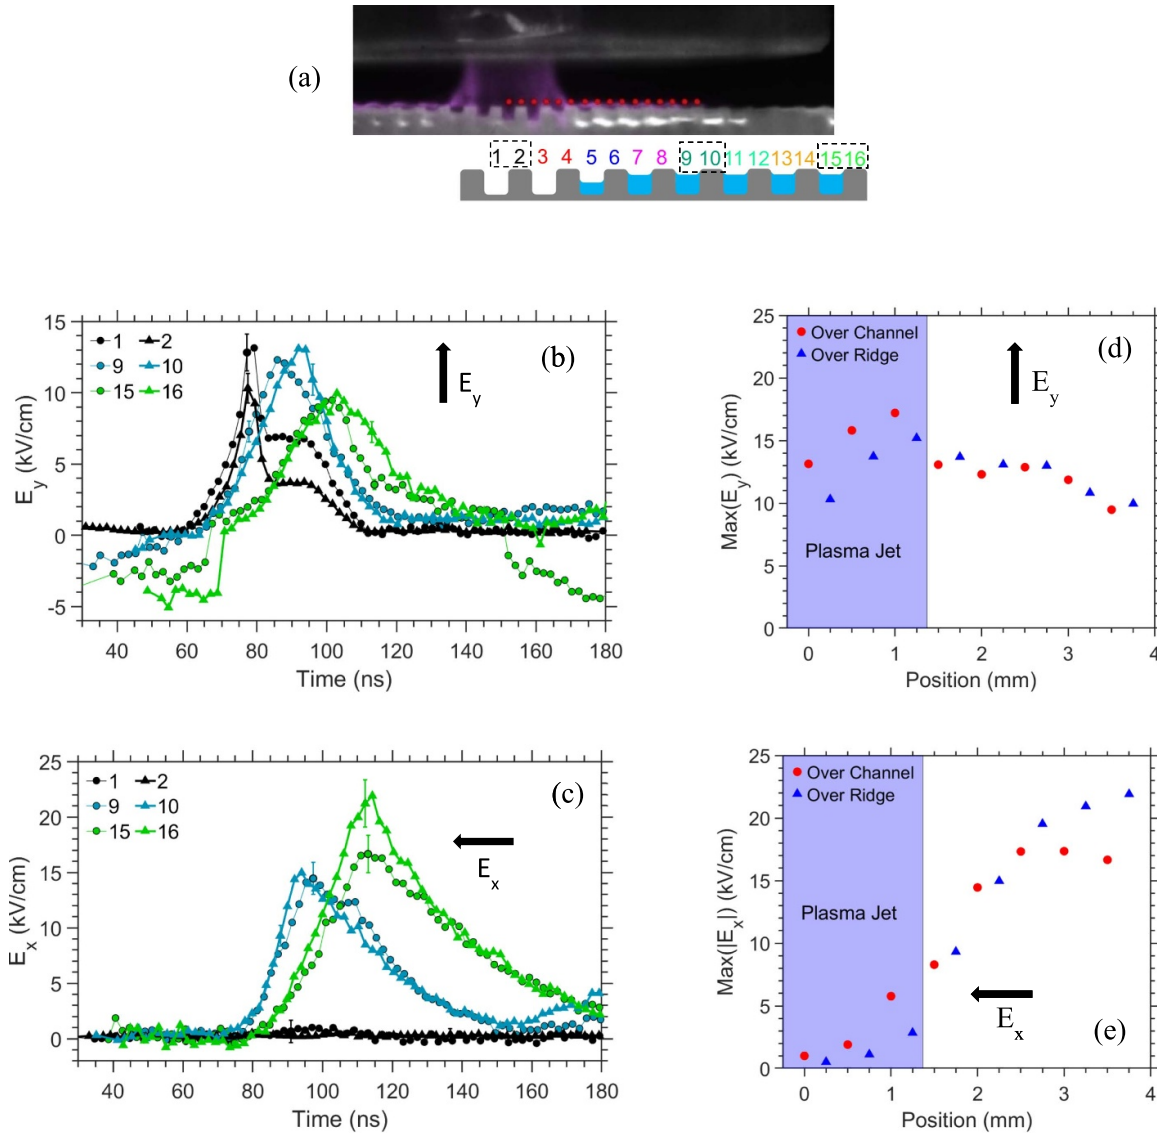 (a)
1 2 3 4 5 6 7 8 9 10 11 12 13 14 15 16
(b)
1 2
9 10
15 16
E_y
E_y (kV/cm)
15
10
5
0
-5
40 60 80 100 120 140 160 180
Time (ns)
(d)
Over Channel
Over Ridge
E_y
Plasma Jet
Max(E_y) (kV/cm)
25
20
15
10
5
0
0 1 2 3 4
Position (mm)
(c)
1 2
9 10
15 16
E_x
E_x (kV/cm)
25
20
15
10
5
0
40 60 80 100 120 140 160 180
Time (ns)
Over Channel
Over Ridge
Plasma Jet
E_x
(e)
Max(|E_x|) (kV/cm)
25
20
15
10
5
0
0 1 2 3 4
Position (mm)